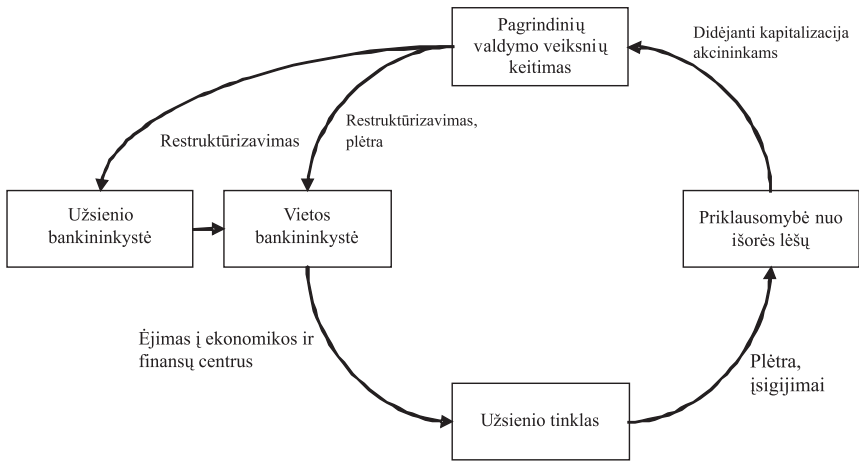 Pagrindinių
valdymo veiksnių
keitimas
Didėjanti kapitalizacija
akcininkams
Restruktūrizavimas
Restruktūrizavimas,
plėtra
Užsienio
bankininkystė
Vietos
bankininkystė
Priklausomybė nuo
išorės lėšų
Ėjimas į ekonomikos ir
finansų centrus
Plėtra,
įsigijimai
Užsienio tinklas